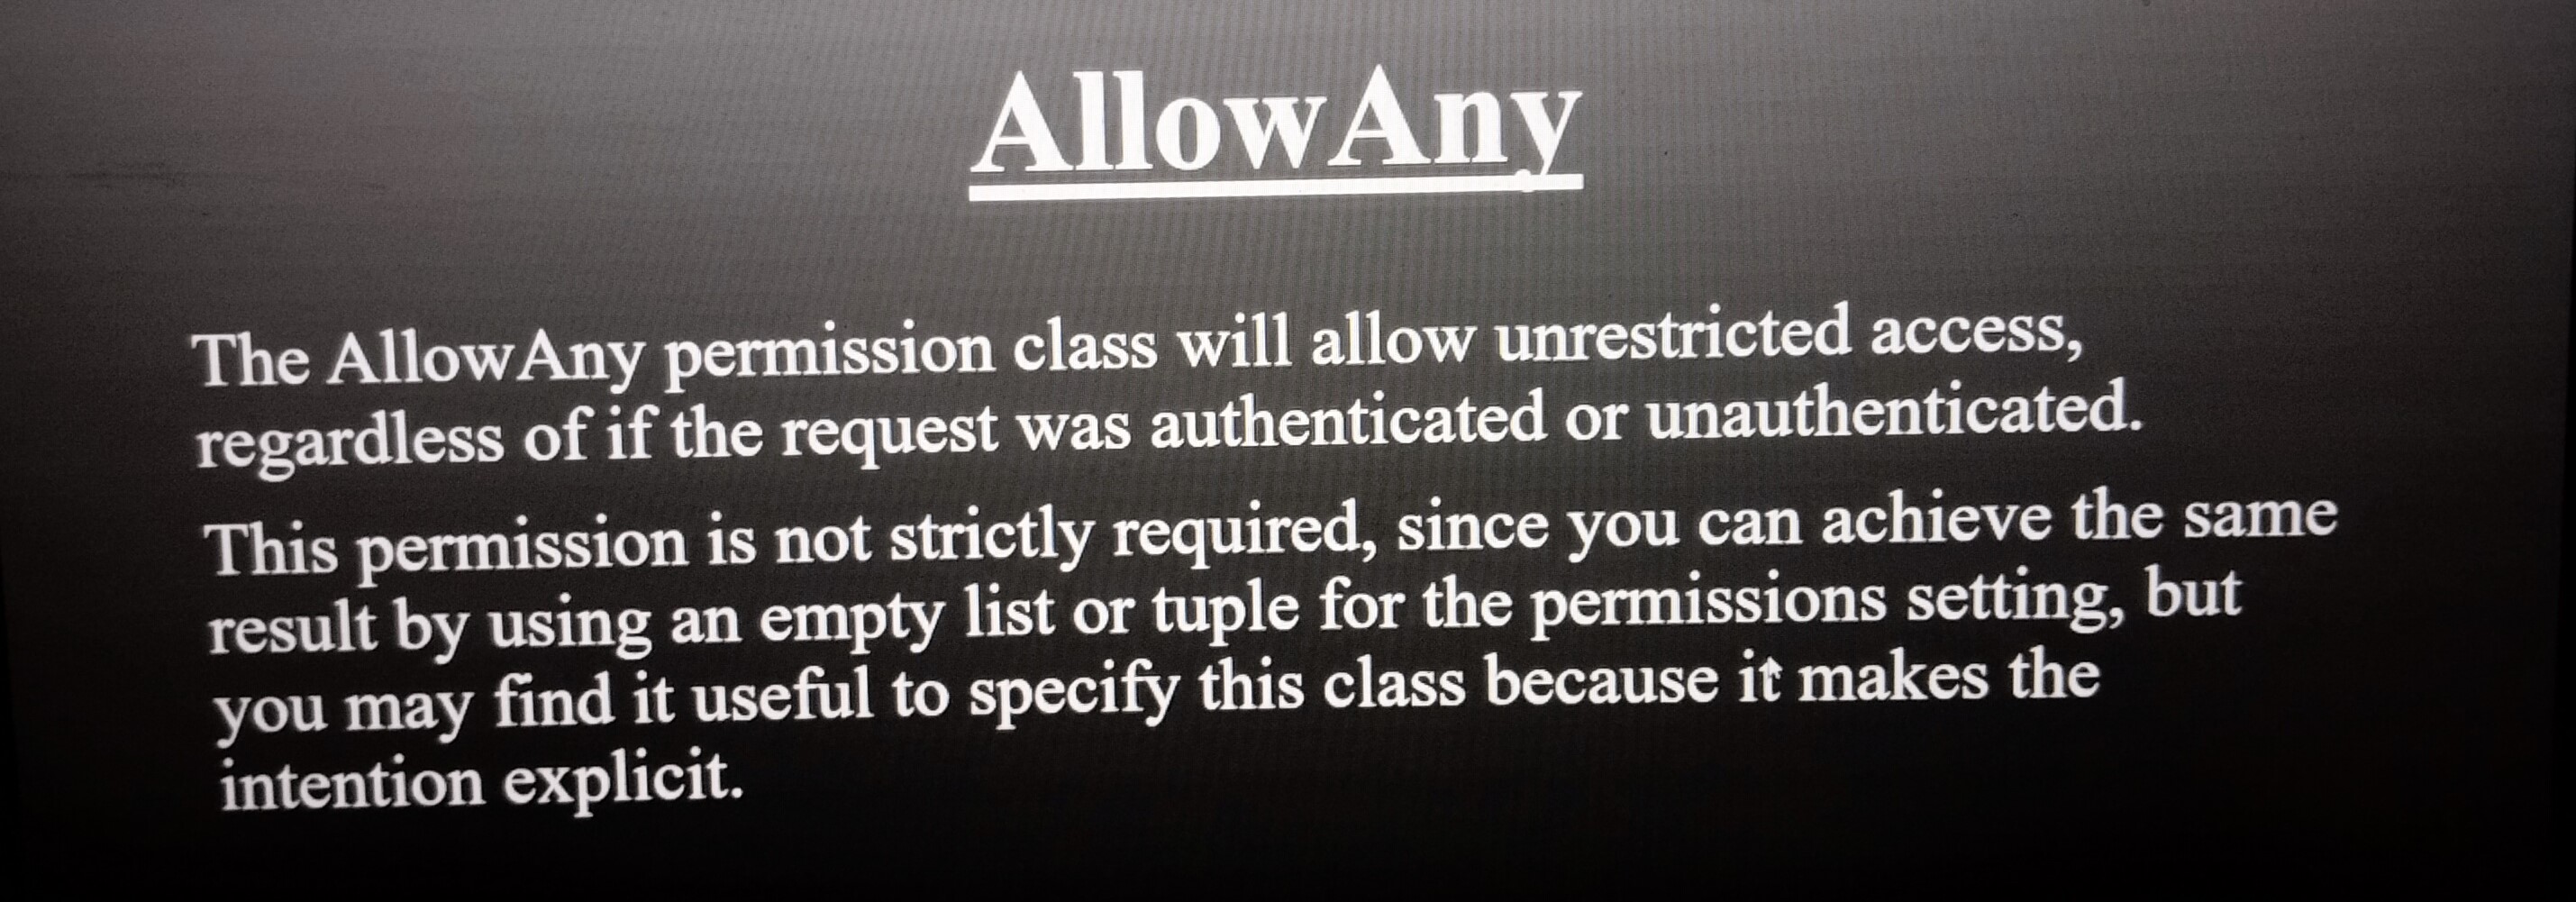 AllowAny
The AllowAny permission class will allow unrestricted access,
regardless of if the request was authenticated or unauthenticated.
This permission is not strictly required, since you can achieve the same
result by using an empty list or tuple for the permissions setting, but
you may find it useful to specify this class because it makes the
intention explicit.